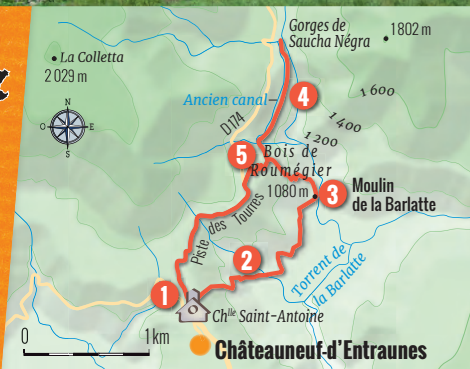 Gorges de
Saucha Négra
1802 m
La Colletta
2 029 m
N
O
E
S
Ancien canal
4
1 600
1 400
1 200
D174
5
Bois de
Roumégier
1080 m
3
Moulin
de la Barlatte
Piste des Tourres
2
Torrent de
la Barlatte
1
Chlle Saint-Antoine
0
1 km
Châteauneuf-d'Entraunes